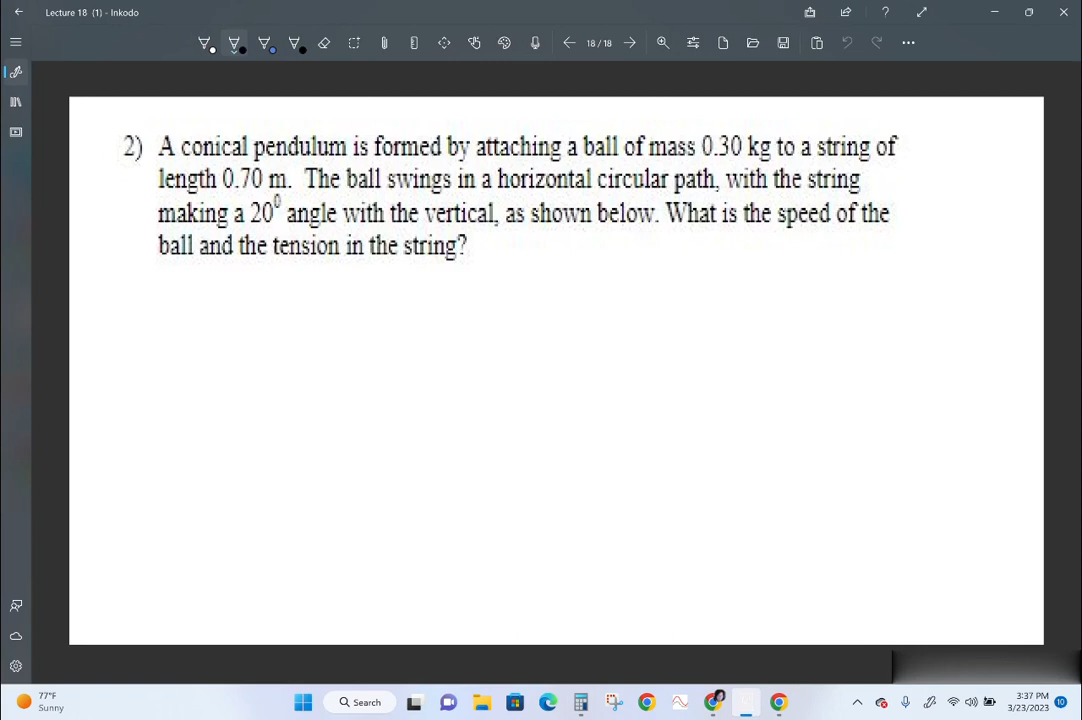 Lecture 18 (1) - Inkodo
18 / 18
2) A conical pendulum is formed by attaching a ball of mass 0.30 kg to a string of
length 0.70 m. The ball swings in a horizontal circular path, with the string
making a 20⁰ angle with the vertical, as shown below. What is the speed of the
ball and the tension in the string?
77°F
Sunny
Search
3:37 PM
3/23/2023
10